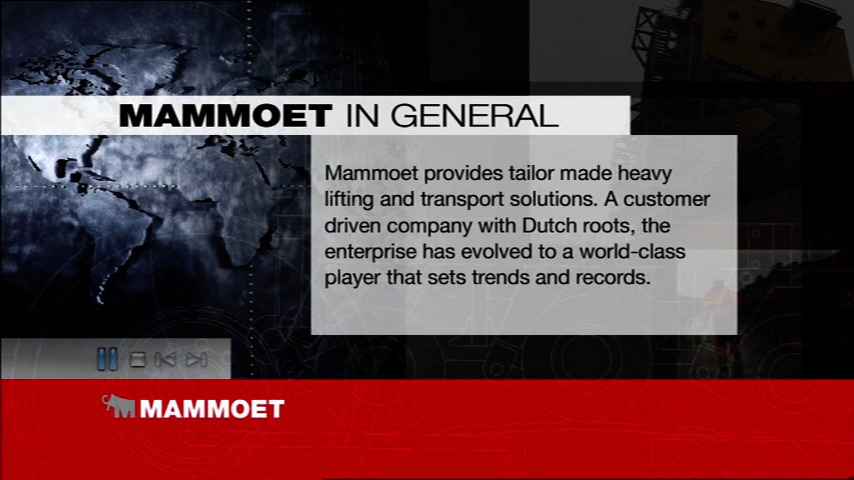 MAMMOET IN GENERAL
Mammoet provides tailor made heavy
lifting and transport solutions. A customer
driven company with Dutch roots, the
enterprise has evolved to a world-class
player that sets trends and records.
MAMMOET